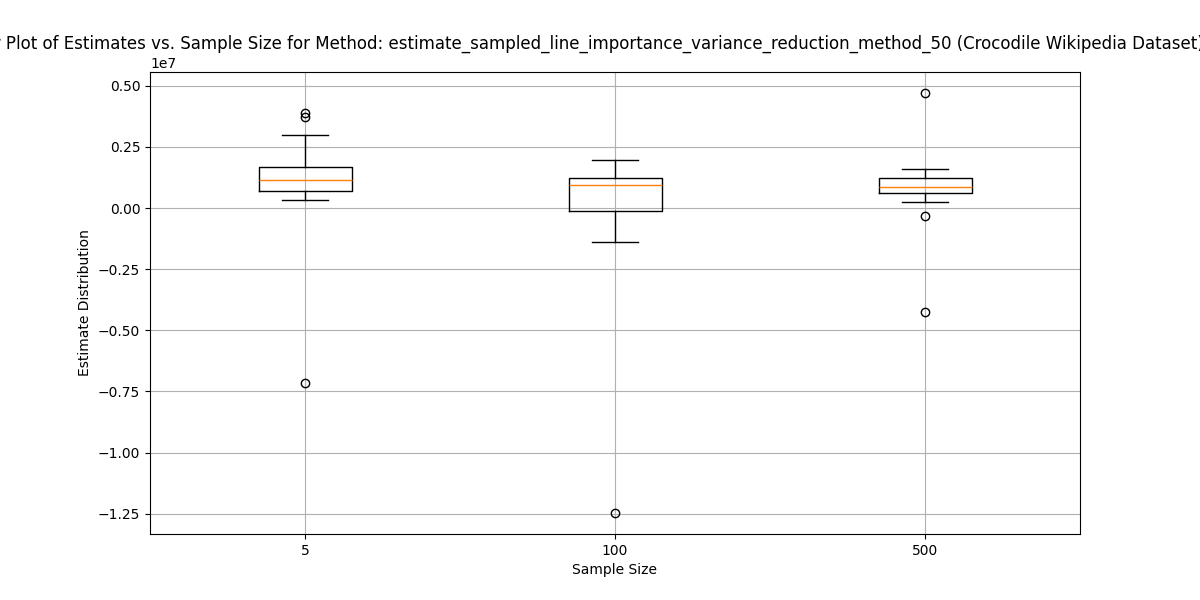 Plot of Estimates vs. Sample Size for Method: estimate_sampled_line_importance_variance_reduction_method_50 (Crocodile Wikipedia Dataset)
1e7
0.50
0.25
0.00
−0.25
−0.50
−0.75
−1.00
−1.25
Estimate Distribution
5 100 500
Sample Size